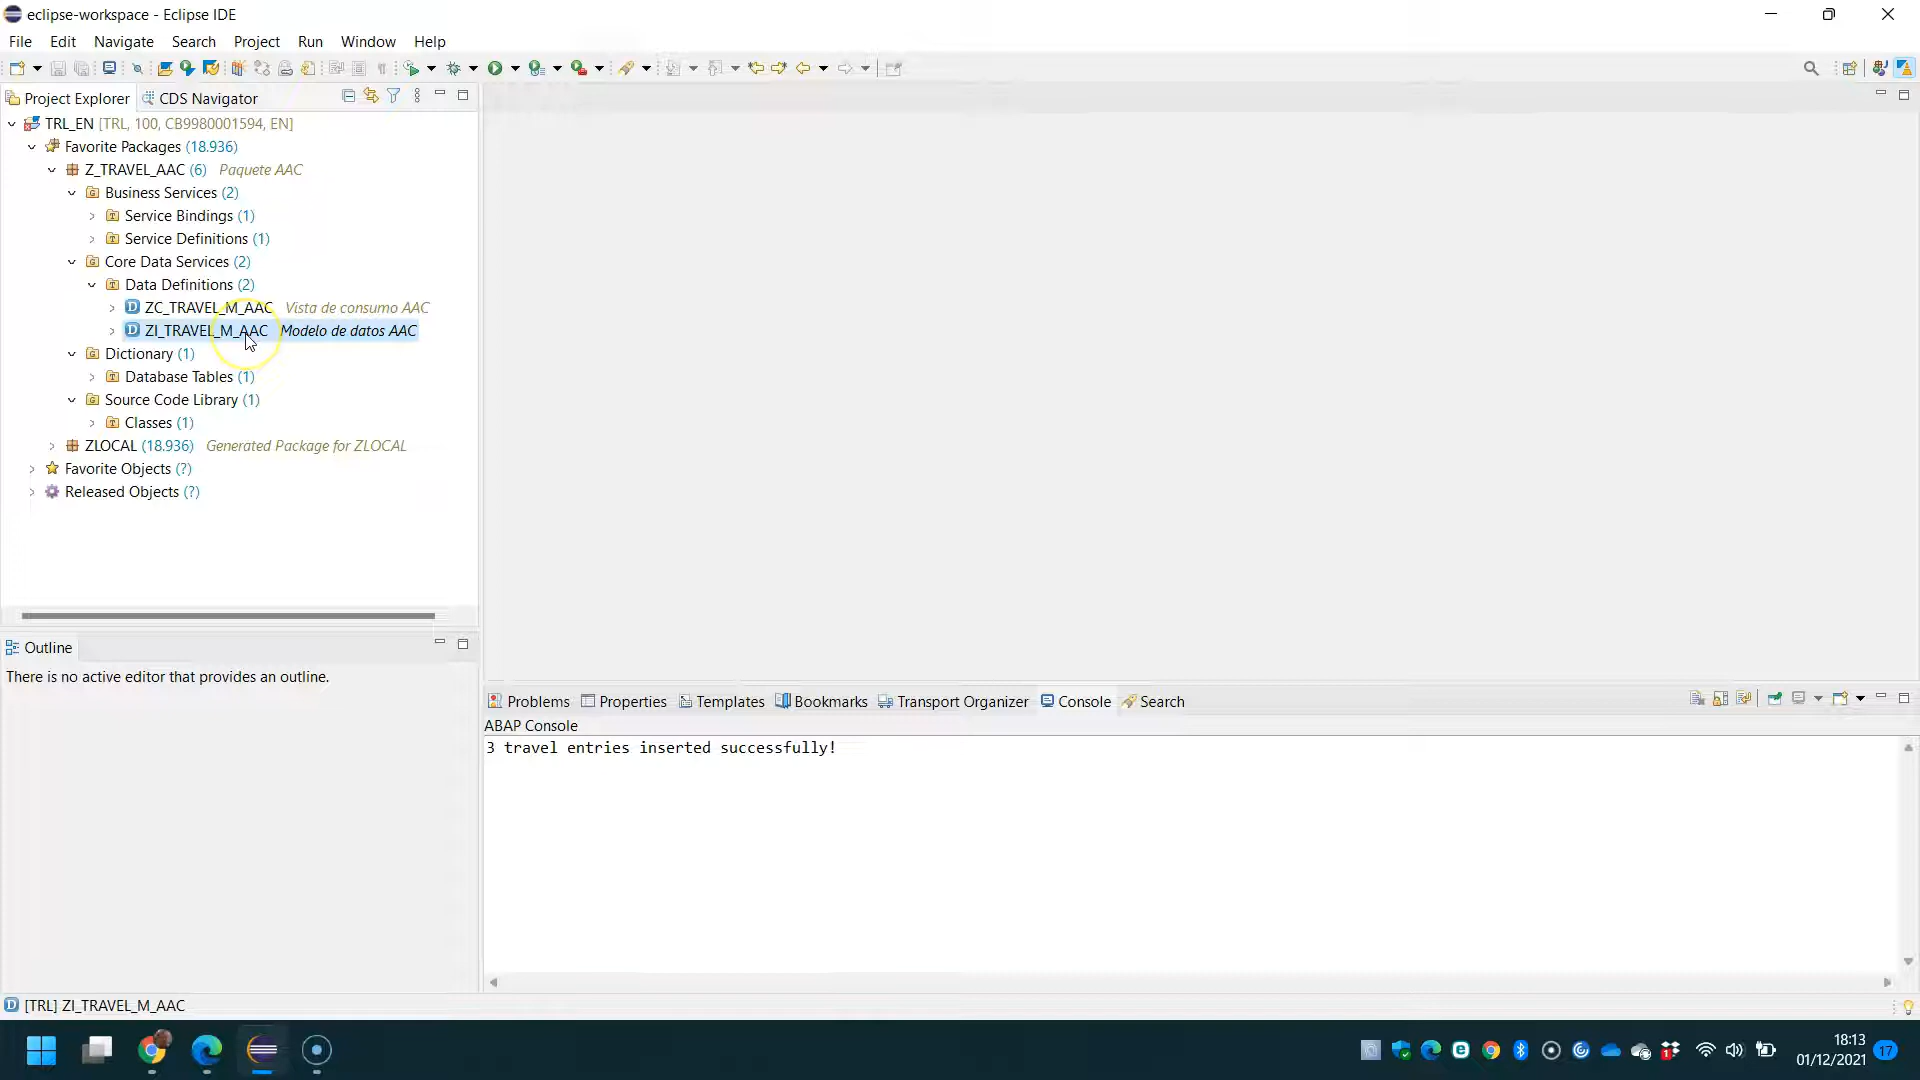 eclipse-workspace - Eclipse IDE
File Edit Navigate Search Project Run Window Help
Project Explorer CDS Navigator
TRL_EN [TRL, 100, CB9980001594, EN]
Favorite Packages (18.936)
Z_TRAVEL_AAC (6) Paquete AAC
Business Services (2)
Service Bindings (1)
Service Definitions (1)
Core Data Services (2)
Data Definitions (2)
ZC_TRAVEL_M_AAC Vista de consumo AAC
ZI_TRAVEL_M_AAC Modelo de datos AAC
Dictionary (1)
Database Tables (1)
Source Code Library (1)
Classes (1)
ZLOCAL (18.936) Generated Package for ZLOCAL
Favorite Objects (?)
Released Objects (?)
Outline
There is no active editor that provides an outline.
Problems Properties Templates Bookmarks Transport Organizer Console Search
ABAP Console
3 travel entries inserted successfully!
[TRL] ZI_TRAVEL_M_AAC
18:13
01/12/2021
17